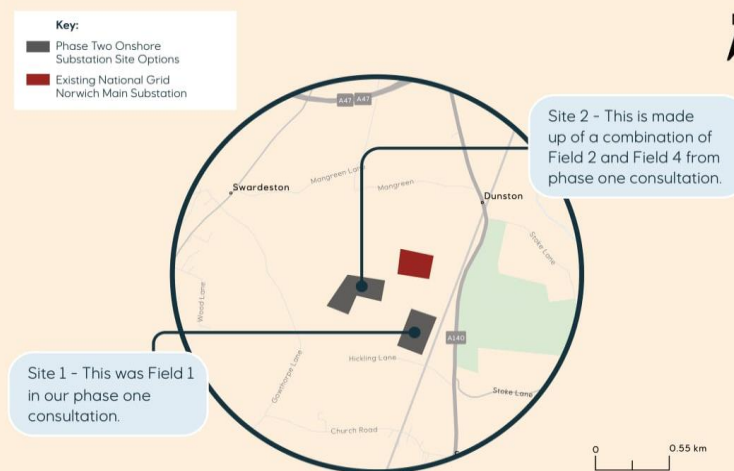 Key:
Phase Two Onshore
Substation Site Options
Existing National Grid
Norwich Main Substation
A47 A47
Site 2 - This is made
up of a combination of
Field 2 and Field 4 from
phase one consultation.
Mangreen Lane
Mangreen
Swardeston
Dunston
Stoke Lane
Wood Lane
A140
Site 1 - This was Field 1
in our phase one
consultation.
Hickling Lane
Gowthorpe Lane
Stoke Lane
Church Road
0
0.55 km